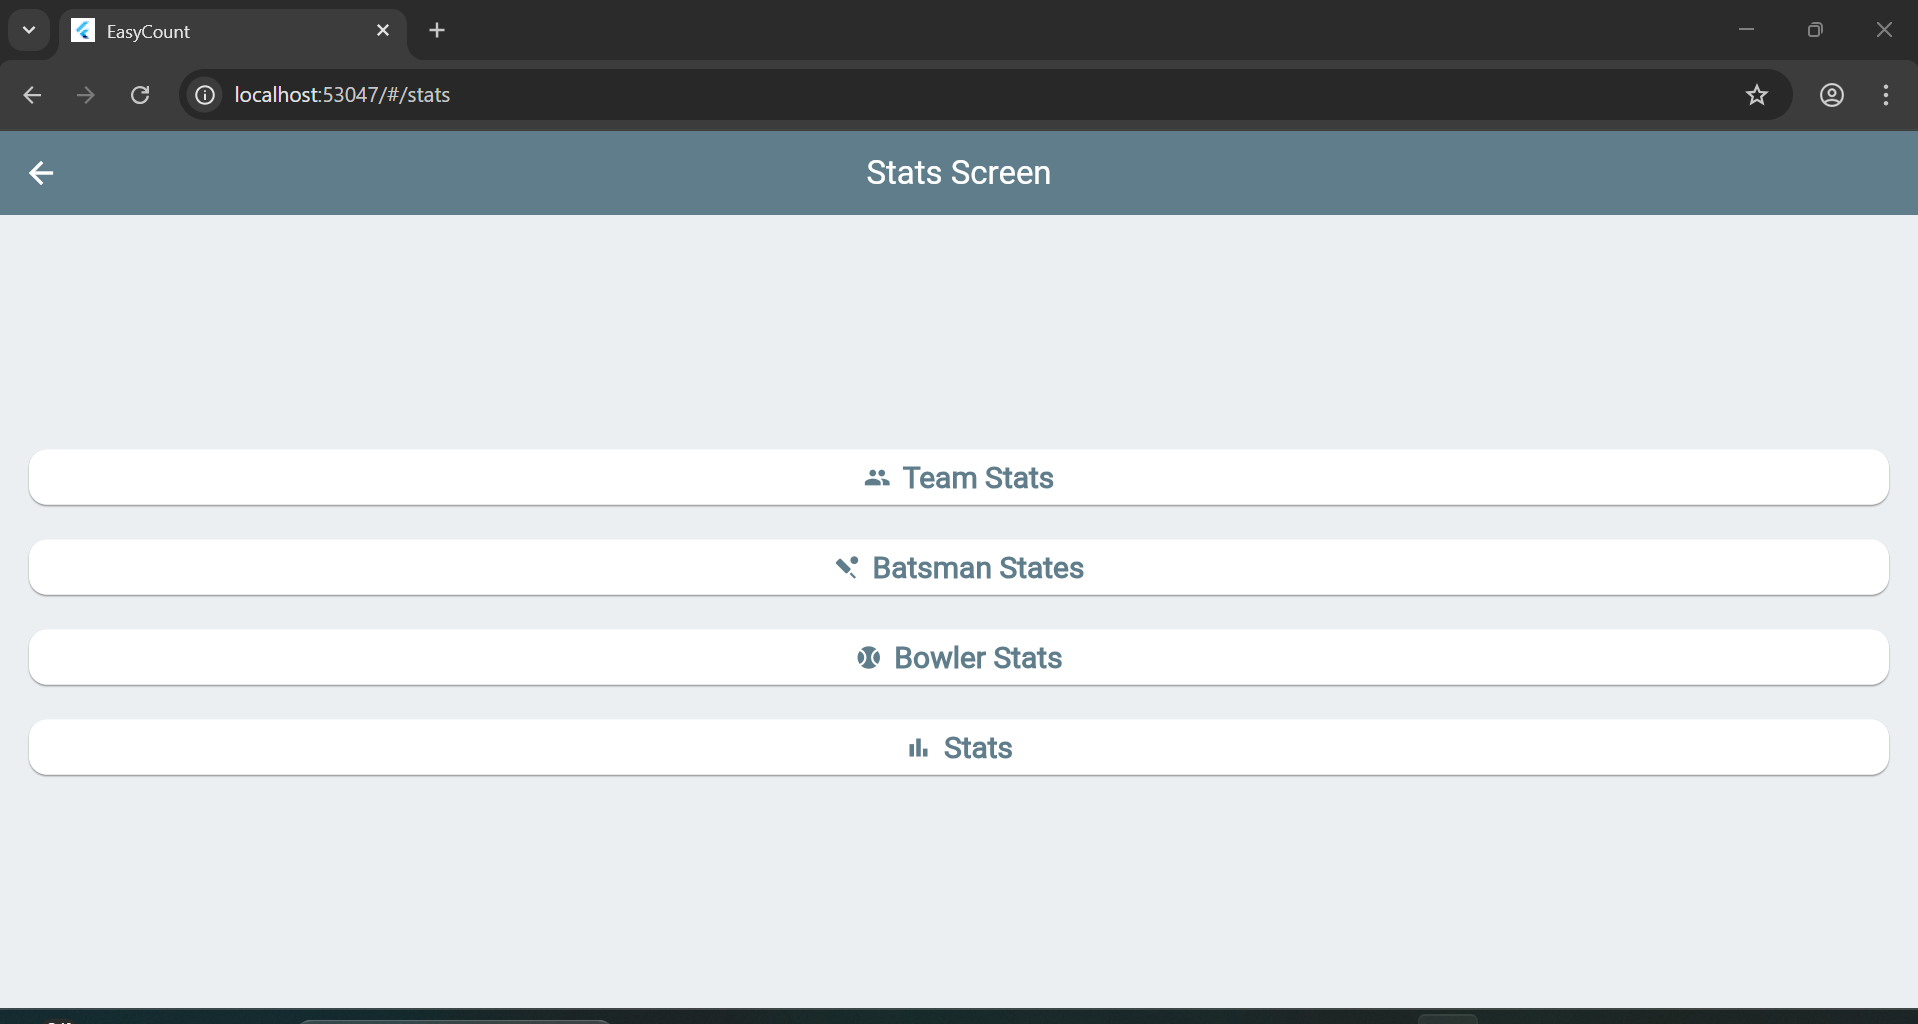 EasyCount
localhost:53047/#/stats
Stats Screen
Team Stats
Batsman States
Bowler Stats
Stats